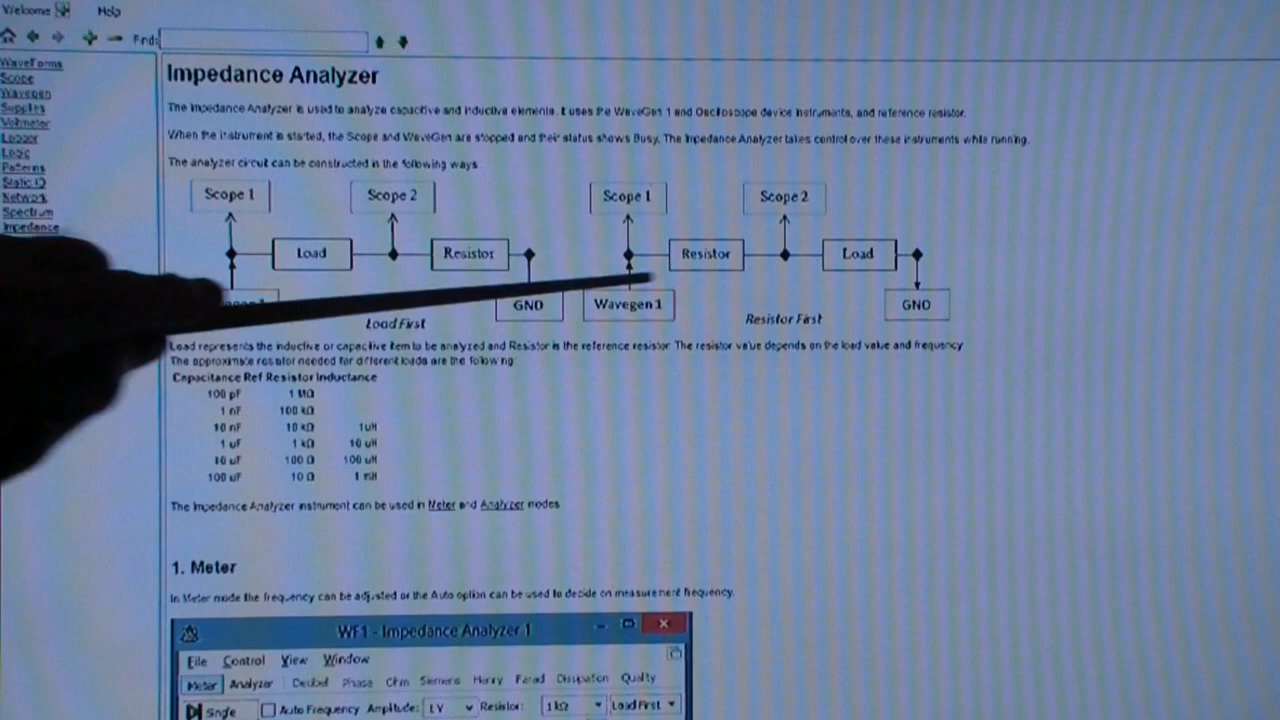 Welcome Help
Find:
WaveForms
Scope
Wavegen
Supplies
Voltmeter
Logger
Logic
Patterns
Static IO
Network
Spectrum
Impedance
Impedance Analyzer
The Impedance Analyzer is used to analyze capacitive and inductive elements. It uses the WaveGen 1 and Oscilloscope device instruments, and reference resistor.
When the instrument is started, the Scope and WaveGen are stopped and their status shows Busy. The Impedance Analyzer takes control over these instruments while running.
The analyzer circuit can be constructed in the following ways
Scope 1 Scope 2 Scope 1 Scope 2
Load Resistor Resistor Load
GND Wavegen 1 GND
Load First Resistor First
Load represents the inductive or capacitive item to be analyzed and Resistor is the reference resistor. The resistor value depends on the load value and frequency
The approximate resistor needed for different loads are the following:
Capacitance Ref Resistor Inductance
100 pF 1 MΩ
1 nF 100 kΩ
10 nF 10 kΩ 1uH
1 uF 1 kΩ 10 uH
10 uF 100 Ω 100 uH
100 uF 10 Ω 1 mH
The Impedance Analyzer instrument can be used in Meter and Analyzer modes
1. Meter
In Meter mode the frequency can be adjusted or the Auto option can be used to decide on measurement frequency.
WF1 - Impedance Analyzer 1
File Control View Window
Meter Analyzer Decibel Phase Ohm Siemens Henry Farad Dissipation Quality
Single Auto Frequency Amplitude: 1 V Resistor: 1 kΩ Load First